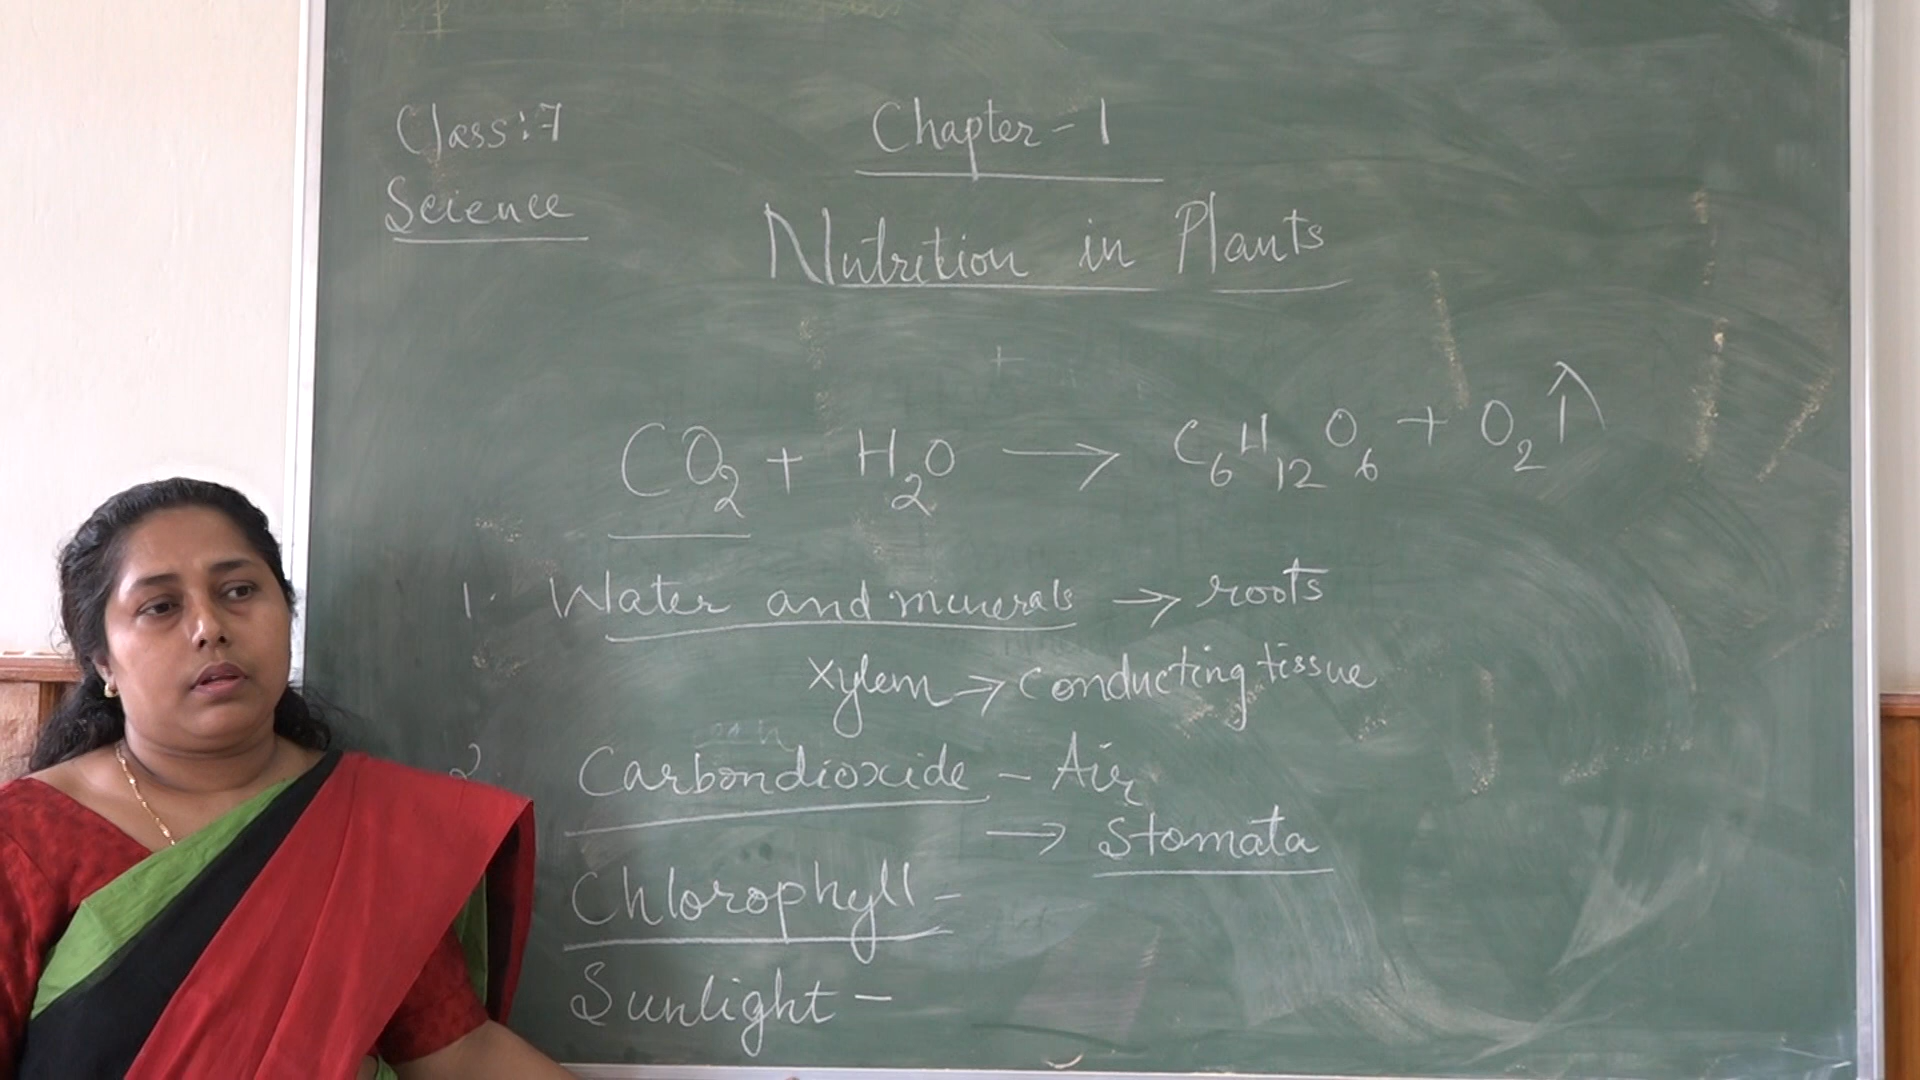 Class: 7
Science
Chapter - 1
Nutrition in Plants
CO₂ + H₂O → C₆H₁₂O₆ + O₂ ↑
1. Water and minerals → roots
xylem → conducting tissue
2. Carbondioxide - Air
→ Stomata
Chlorophyll -
Sunlight -